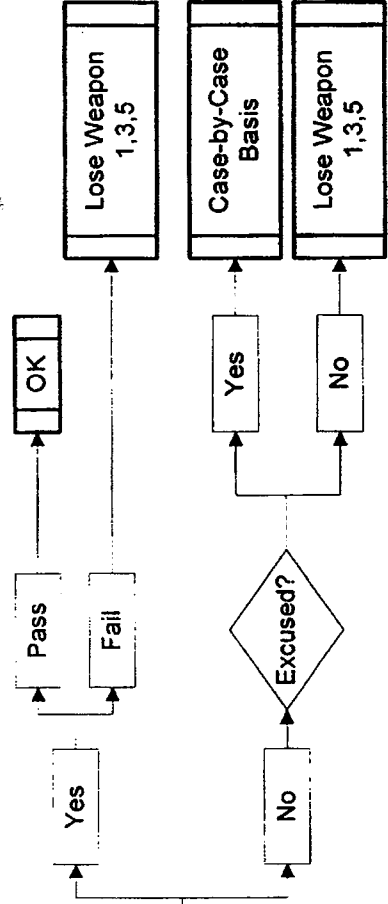 Yes
Pass
OK
Fail
Lose Weapon
1,3,5
No
Excused?
Yes
Case-by-Case
Basis
No
Lose Weapon
1,3,5